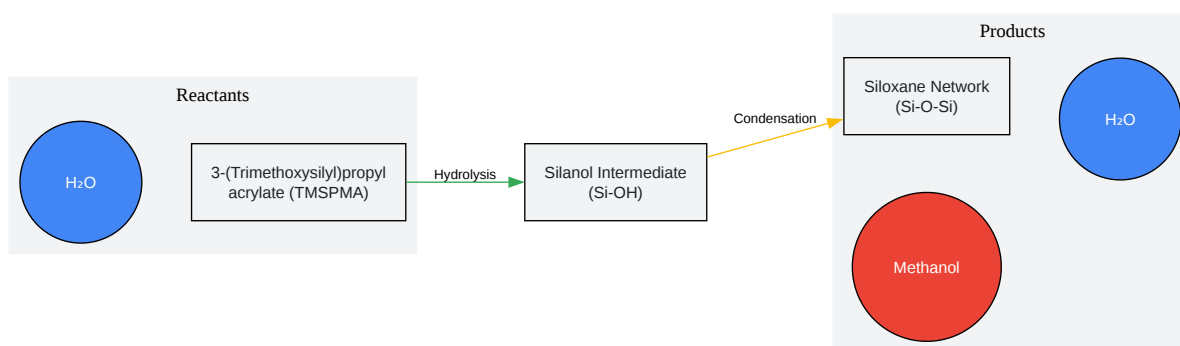 Reactants
H₂O
3-(Trimethoxysilyl)propyl
acrylate (TMSPMA)
Hydrolysis
Silanol Intermediate
(Si-OH)
Condensation
Products
Siloxane Network
(Si-O-Si)
H₂O
Methanol